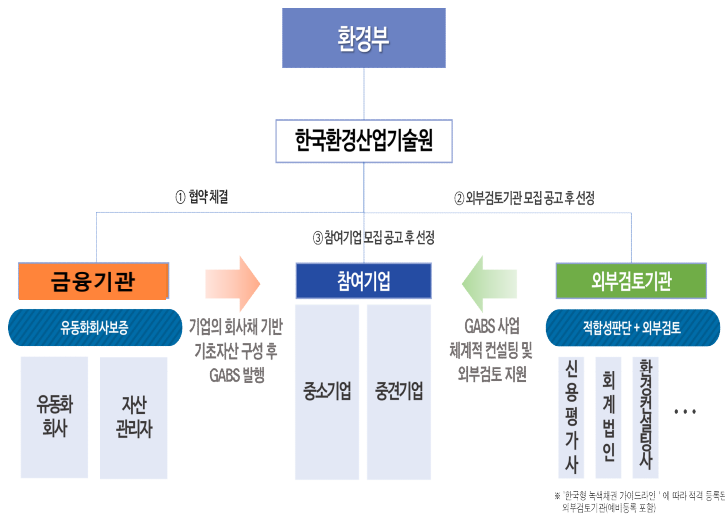 환경부
한국환경산업기술원
① 협약 체결
② 외부검토기관 모집 공고 후 선정
③ 참여기업 모집 공고 후 선정
금융기관
유동화회사보증
유동화
회사
자산
관리자
기업의 회사채 기반
기초자산 구성 후
GABS 발행
참여기업
중소기업
중견기업
GABS 사업
체계적 컨설팅 및
외부검토 지원
외부검토기관
적합성판단 + 외부검토
신용평가사
회계법인
환경컨설팅사
...
※ '한국형 녹색채권 가이드라인 ' 에 따라 적격 등록된
외부검토기관(예비등록 포함)